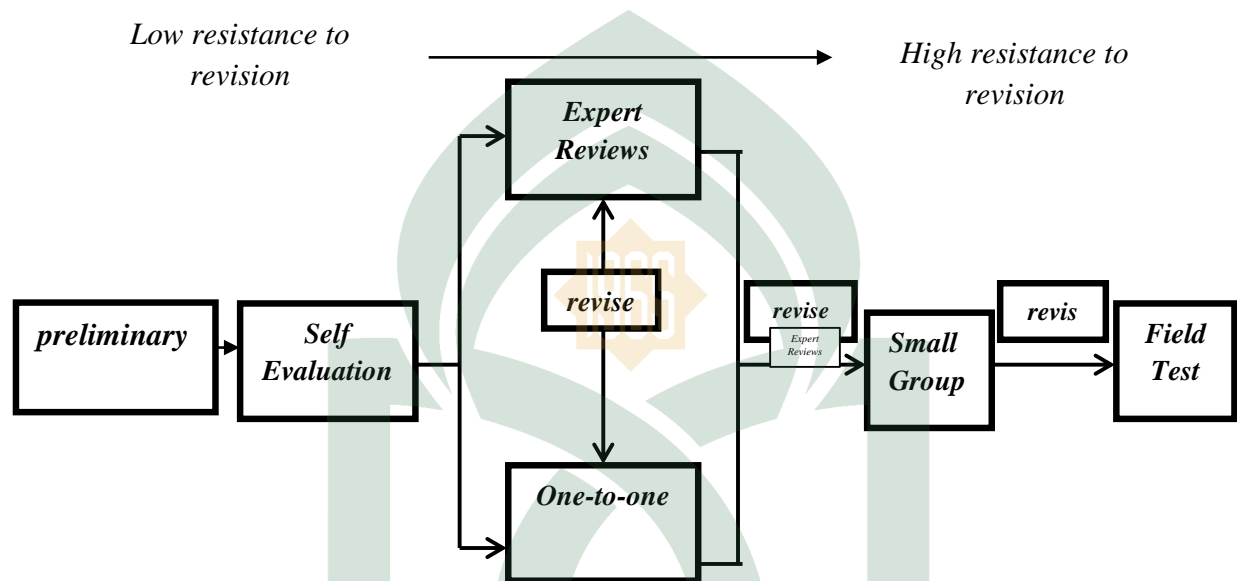 Low resistance to
revision
High resistance to
revision
Expert
Reviews
preliminary
Self
Evaluation
revise
One-to-one
revise
Expert
Reviews
Small
Group
revis
Field
Test